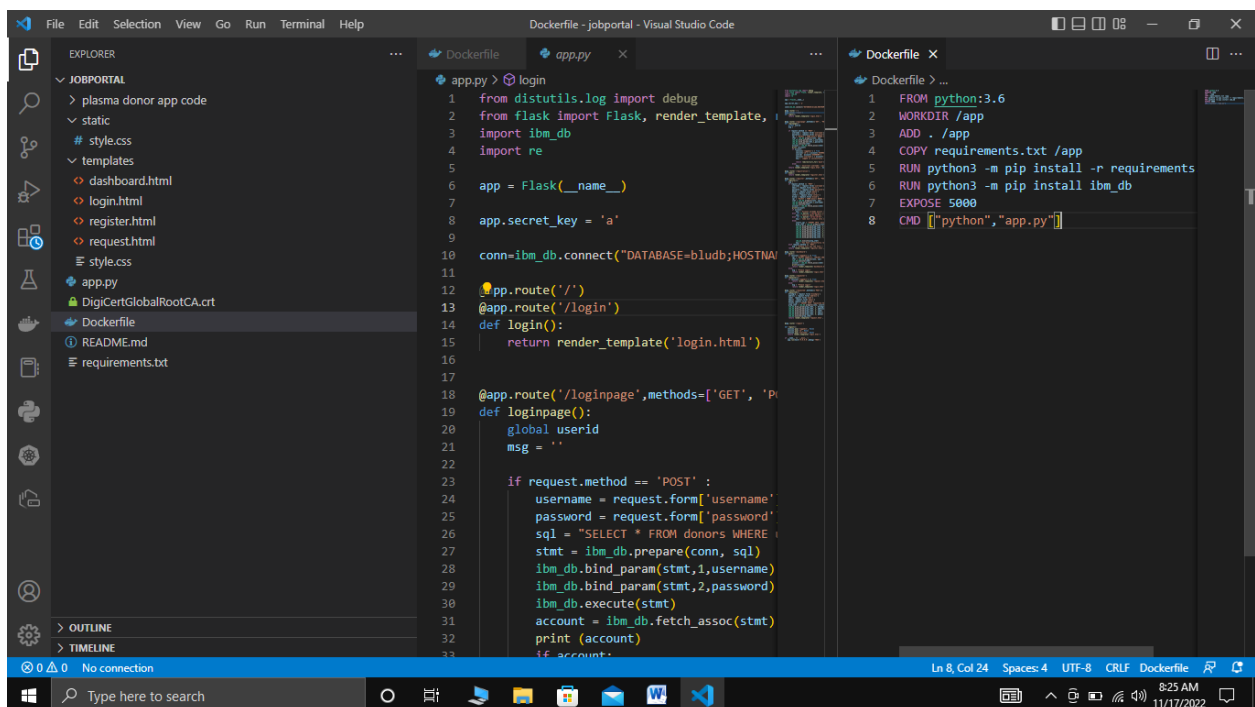 File Edit Selection View Go Run Terminal Help
Dockerfile - jobportal - Visual Studio Code
EXPLORER
JOBPORTAL
plasma donor app code
static
# style.css
templates
<> dashboard.html
<> login.html
<> register.html
<> request.html
style.css
app.py
DigiCertGlobalRootCA.crt
Dockerfile
README.md
requirements.txt
OUTLINE
TIMELINE
Dockerfile app.py
app.py > login
1 from distutils.log import debug
2 from flask import Flask, render_template,
3 import ibm_db
4 import re
5
6 app = Flask(__name__)
7
8 app.secret_key = 'a'
9
10 conn=ibm_db.connect("DATABASE=bludb;HOSTNA
11
12 @pp.route('/')
13 @app.route('/login')
14 def login():
15 return render_template('login.html')
16
17
18 @app.route('/loginpage',methods=['GET', 'P
19 def loginpage():
20 global userid
21 msg = ''
22
23 if request.method == 'POST' :
24 username = request.form['username'
25 password = request.form['password'
26 sql = "SELECT * FROM donors WHERE
27 stmt = ibm_db.prepare(conn, sql)
28 ibm_db.bind_param(stmt,1,username)
29 ibm_db.bind_param(stmt,2,password)
30 ibm_db.execute(stmt)
31 account = ibm_db.fetch_assoc(stmt)
32 print (account)
33 if account:
Dockerfile
Dockerfile > ...
1 FROM python:3.6
2 WORKDIR /app
3 ADD . /app
4 COPY requirements.txt /app
5 RUN python3 -m pip install -r requirements
6 RUN python3 -m pip install ibm_db
7 EXPOSE 5000
8 CMD ["python","app.py"]
0 0 No connection
Ln 8, Col 24 Spaces: 4 UTF-8 CRLF Dockerfile
Type here to search
8:25 AM
11/17/2022